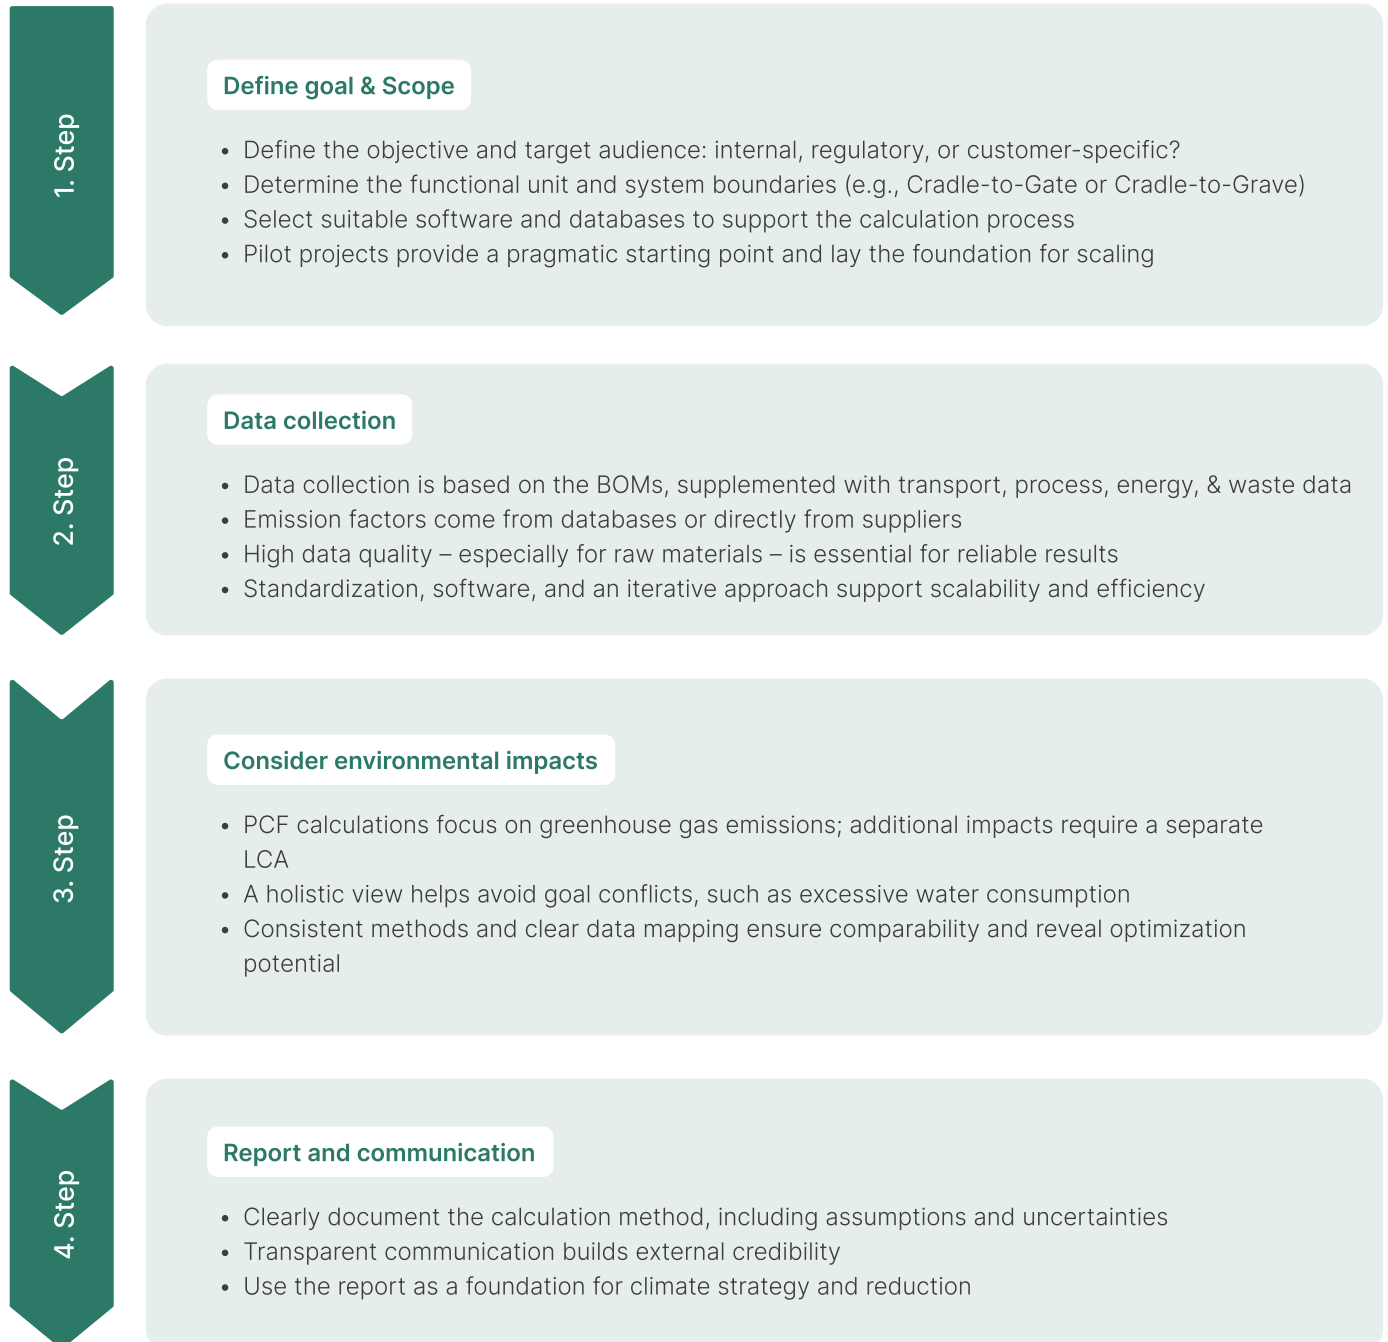 1. Step
Define goal & Scope
• Define the objective and target audience: internal, regulatory, or customer-specific?
• Determine the functional unit and system boundaries (e.g., Cradle-to-Gate or Cradle-to-Grave)
• Select suitable software and databases to support the calculation process
• Pilot projects provide a pragmatic starting point and lay the foundation for scaling
2. Step
Data collection
• Data collection is based on the BOMs, supplemented with transport, process, energy, & waste data
• Emission factors come from databases or directly from suppliers
• High data quality – especially for raw materials – is essential for reliable results
• Standardization, software, and an iterative approach support scalability and efficiency
3. Step
Consider environmental impacts
• PCF calculations focus on greenhouse gas emissions; additional impacts require a separate
LCA
• A holistic view helps avoid goal conflicts, such as excessive water consumption
• Consistent methods and clear data mapping ensure comparability and reveal optimization
potential
4. Step
Report and communication
• Clearly document the calculation method, including assumptions and uncertainties
• Transparent communication builds external credibility
• Use the report as a foundation for climate strategy and reduction